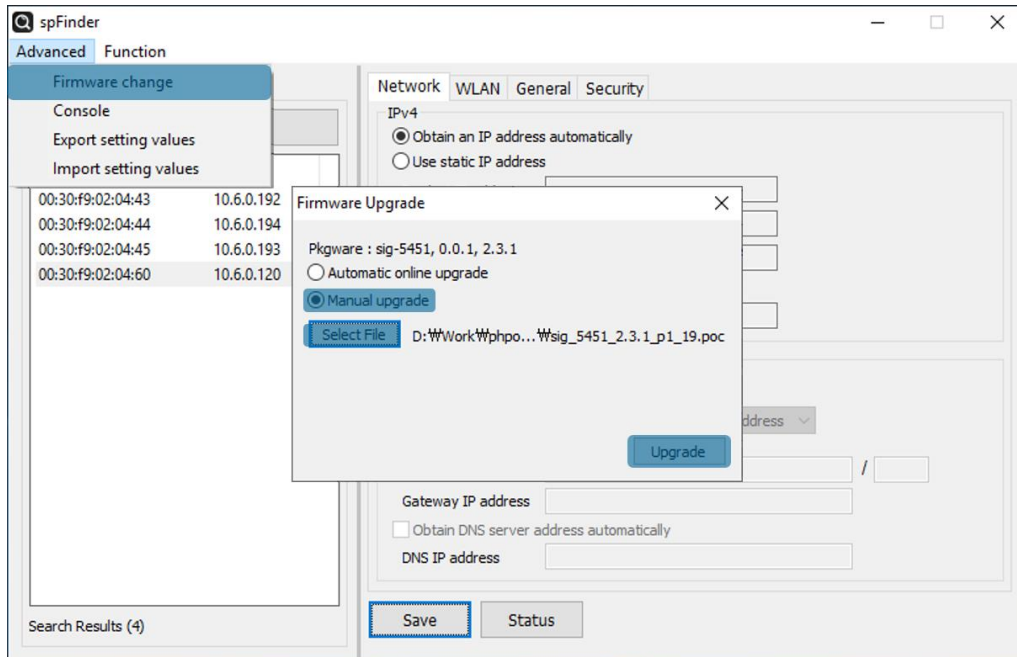 spFinder
Advanced Function
Firmware change
Console
Export setting values
Import setting values
00:30:f9:02:04:43 10.6.0.192
00:30:f9:02:04:44 10.6.0.194
00:30:f9:02:04:45 10.6.0.193
00:30:f9:02:04:60 10.6.0.120
Search Results (4)
Network WLAN General Security
IPv4
Obtain an IP address automatically
Use static IP address
Firmware Upgrade
Pkgware : sig-5451, 0.0.1, 2.3.1
Automatic online upgrade
Manual upgrade
Select File D:₩Work₩phpo...₩sig_5451_2.3.1_p1_19.poc
Upgrade
ddress
/
Gateway IP address
Obtain DNS server address automatically
DNS IP address
Save Status